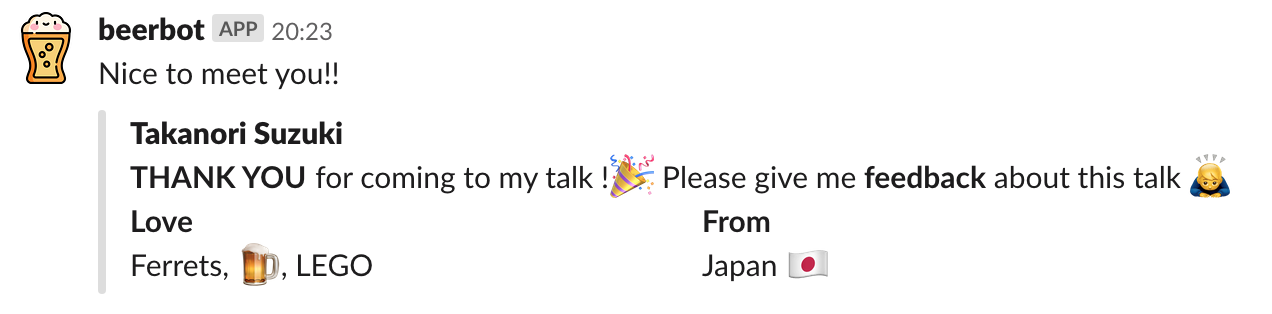 beerbot APP 20:23
Nice to meet you!!
Takanori Suzuki
THANK YOU for coming to my talk !🎉 Please give me feedback about this talk 🙇
Love From
Ferrets, 🍺, LEGO Japan 🇯🇵